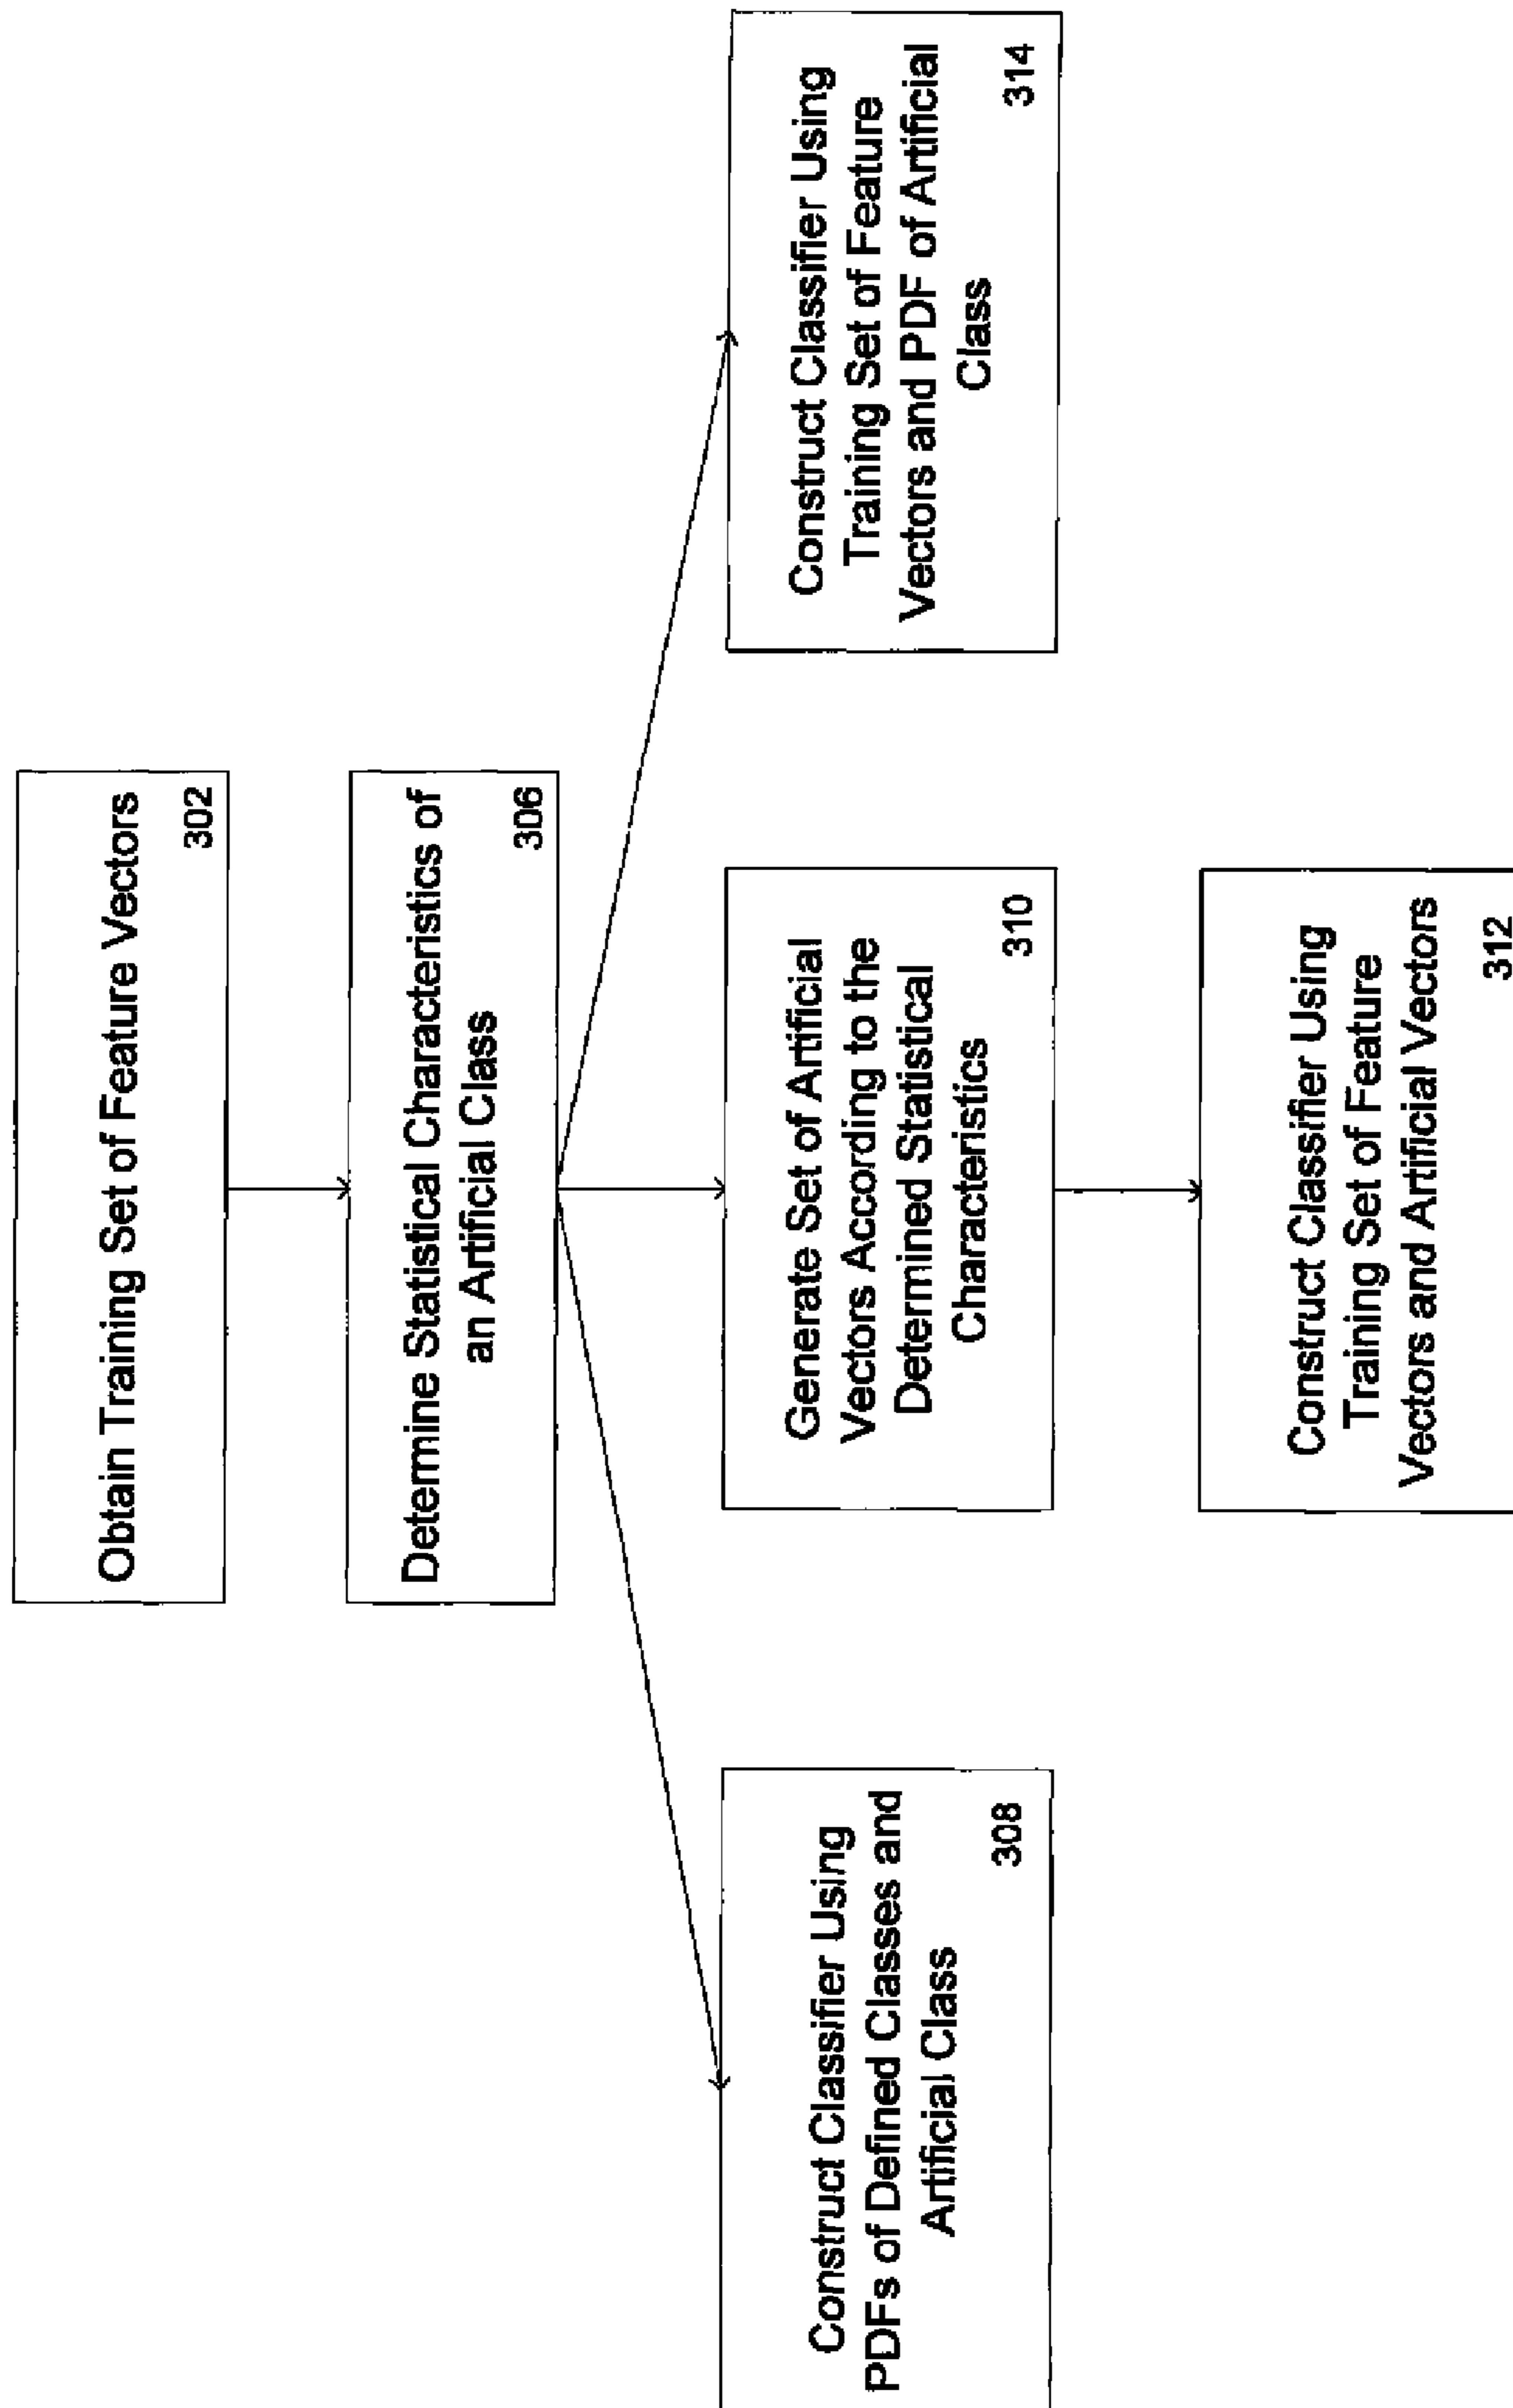 Obtain Training Set of Feature Vectors
302
Determine Statistical Characteristics of
an Artificial Class
306
Construct Classifier Using
PDFs of Defined Classes and
Artificial Class
308
Generate Set of Artificial
Vectors According to the
Determined Statistical
Characteristics
310
Construct Classifier Using
Training Set of Feature
Vectors and PDF of Artificial
Class
314
Construct Classifier Using
Training Set of Feature
Vectors and Artificial Vectors
312